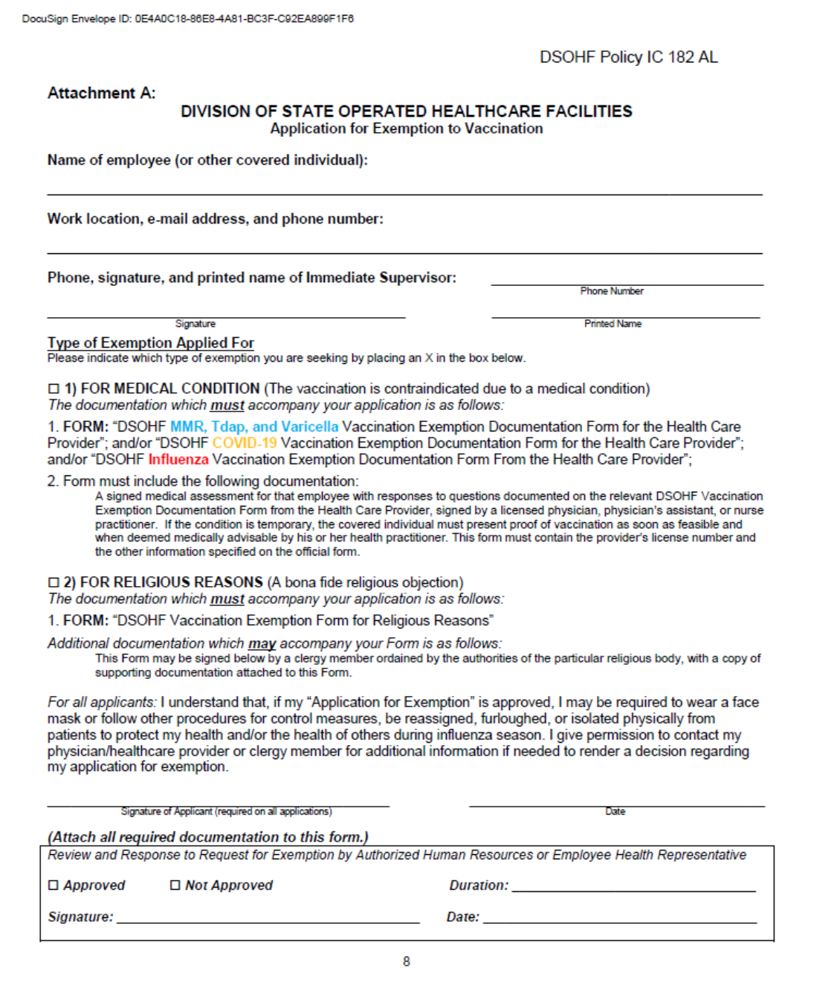 DocuSign Envelope ID: 0E4A0C18-86E8-4A81-BC3F-C92EA899F1F6
DSOHF Policy IC 182 AL
Attachment A:
DIVISION OF STATE OPERATED HEALTHCARE FACILITIES
Application for Exemption to Vaccination
Name of employee (or other covered individual):
Work location, e-mail address, and phone number:
Phone, signature, and printed name of Immediate Supervisor:
Phone Number
Signature
Printed Name
Type of Exemption Applied For
Please indicate which type of exemption you are seeking by placing an X in the box below.
☐ 1) FOR MEDICAL CONDITION (The vaccination is contraindicated due to a medical condition)
The documentation which must accompany your application is as follows:
1. FORM: “DSOHF MMR, Tdap, and Varicella Vaccination Exemption Documentation Form for the Health Care
Provider”; and/or “DSOHF COVID-19 Vaccination Exemption Documentation Form for the Health Care Provider”;
and/or “DSOHF Influenza Vaccination Exemption Documentation Form From the Health Care Provider”;
2. Form must include the following documentation:
A signed medical assessment for that employee with responses to questions documented on the relevant DSOHF Vaccination
Exemption Documentation Form from the Health Care Provider, signed by a licensed physician, physician’s assistant, or nurse
practitioner. If the condition is temporary, the covered individual must present proof of vaccination as soon as feasible and
when deemed medically advisable by his or her health practitioner. This form must contain the provider’s license number and
the other information specified on the official form.
☐ 2) FOR RELIGIOUS REASONS (A bona fide religious objection)
The documentation which must accompany your application is as follows:
1. FORM: “DSOHF Vaccination Exemption Form for Religious Reasons”
Additional documentation which may accompany your Form is as follows:
This Form may be signed below by a clergy member ordained by the authorities of the particular religious body, with a copy of
supporting documentation attached to this Form.
For all applicants: I understand that, if my “Application for Exemption” is approved, I may be required to wear a face
mask or follow other procedures for control measures, be reassigned, furloughed, or isolated physically from
patients to protect my health and/or the health of others during influenza season. I give permission to contact my
physician/healthcare provider or clergy member for additional information if needed to render a decision regarding
my application for exemption.
Signature of Applicant (required on all applications)
Date
(Attach all required documentation to this form.)
Review and Response to Request for Exemption by Authorized Human Resources or Employee Health Representative
☐ Approved ☐ Not Approved Duration:
Signature: Date:
8